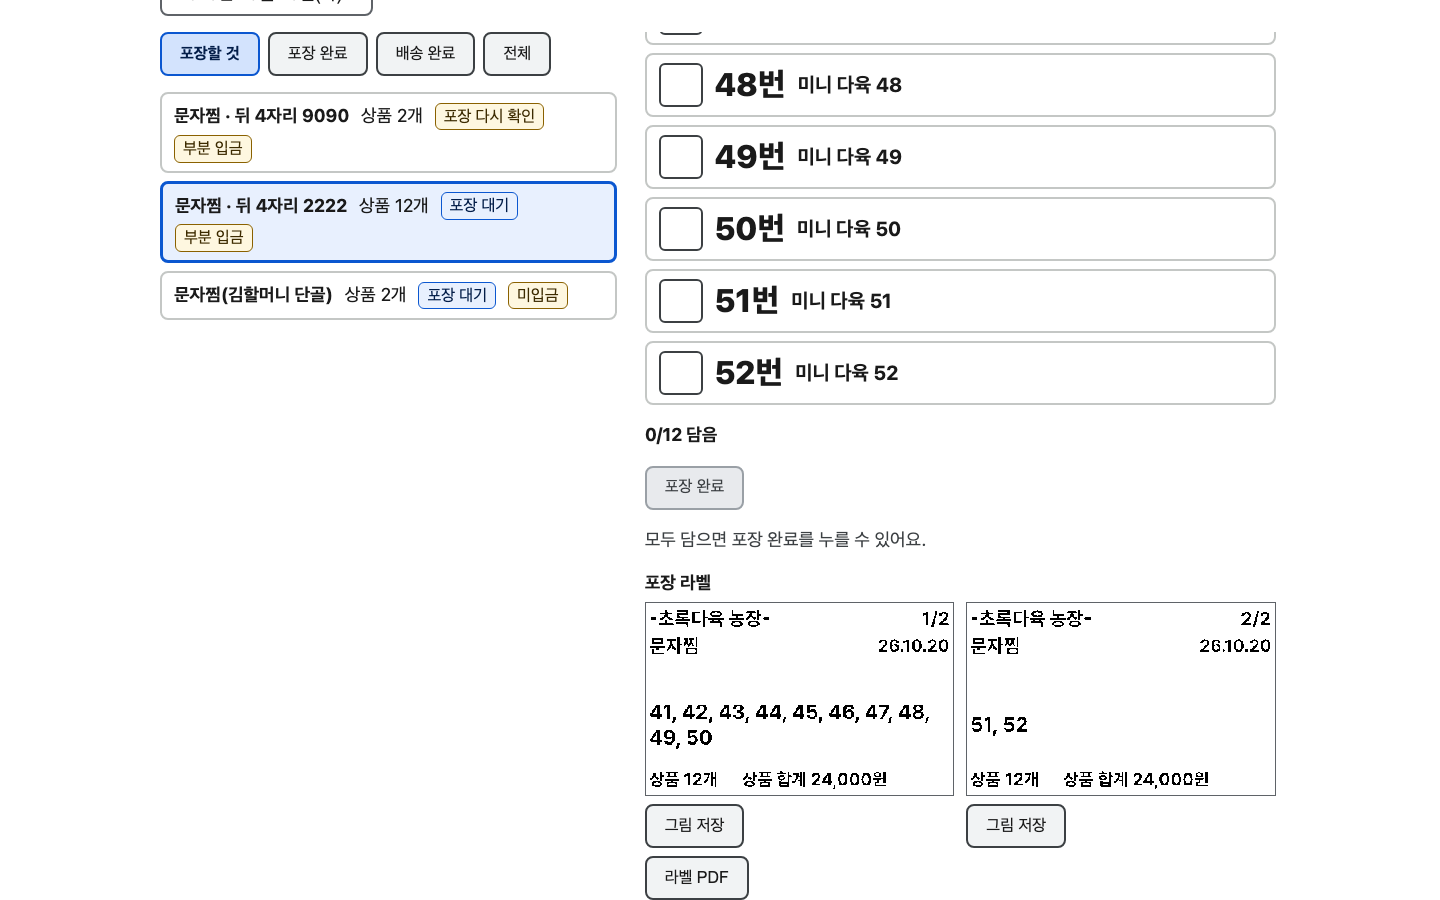 포장할 것
포장 완료
배송 완료
전체
문자찜 · 뒤 4자리 9090 상품 2개 포장 다시 확인
부분 입금
문자찜 · 뒤 4자리 2222 상품 12개 포장 대기
부분 입금
문자찜(김할머니 단골) 상품 2개 포장 대기 미입금
48번 미니 다육 48
49번 미니 다육 49
50번 미니 다육 50
51번 미니 다육 51
52번 미니 다육 52
0/12 담음
포장 완료
모두 담으면 포장 완료를 누를 수 있어요.
포장 라벨
-초록다육 농장- 1/2
문자찜 26.10.20
41, 42, 43, 44, 45, 46, 47, 48,
49, 50
상품 12개 상품 합계 24,000원
그림 저장
-초록다육 농장- 2/2
문자찜 26.10.20
51, 52
상품 12개 상품 합계 24,000원
그림 저장
라벨 PDF